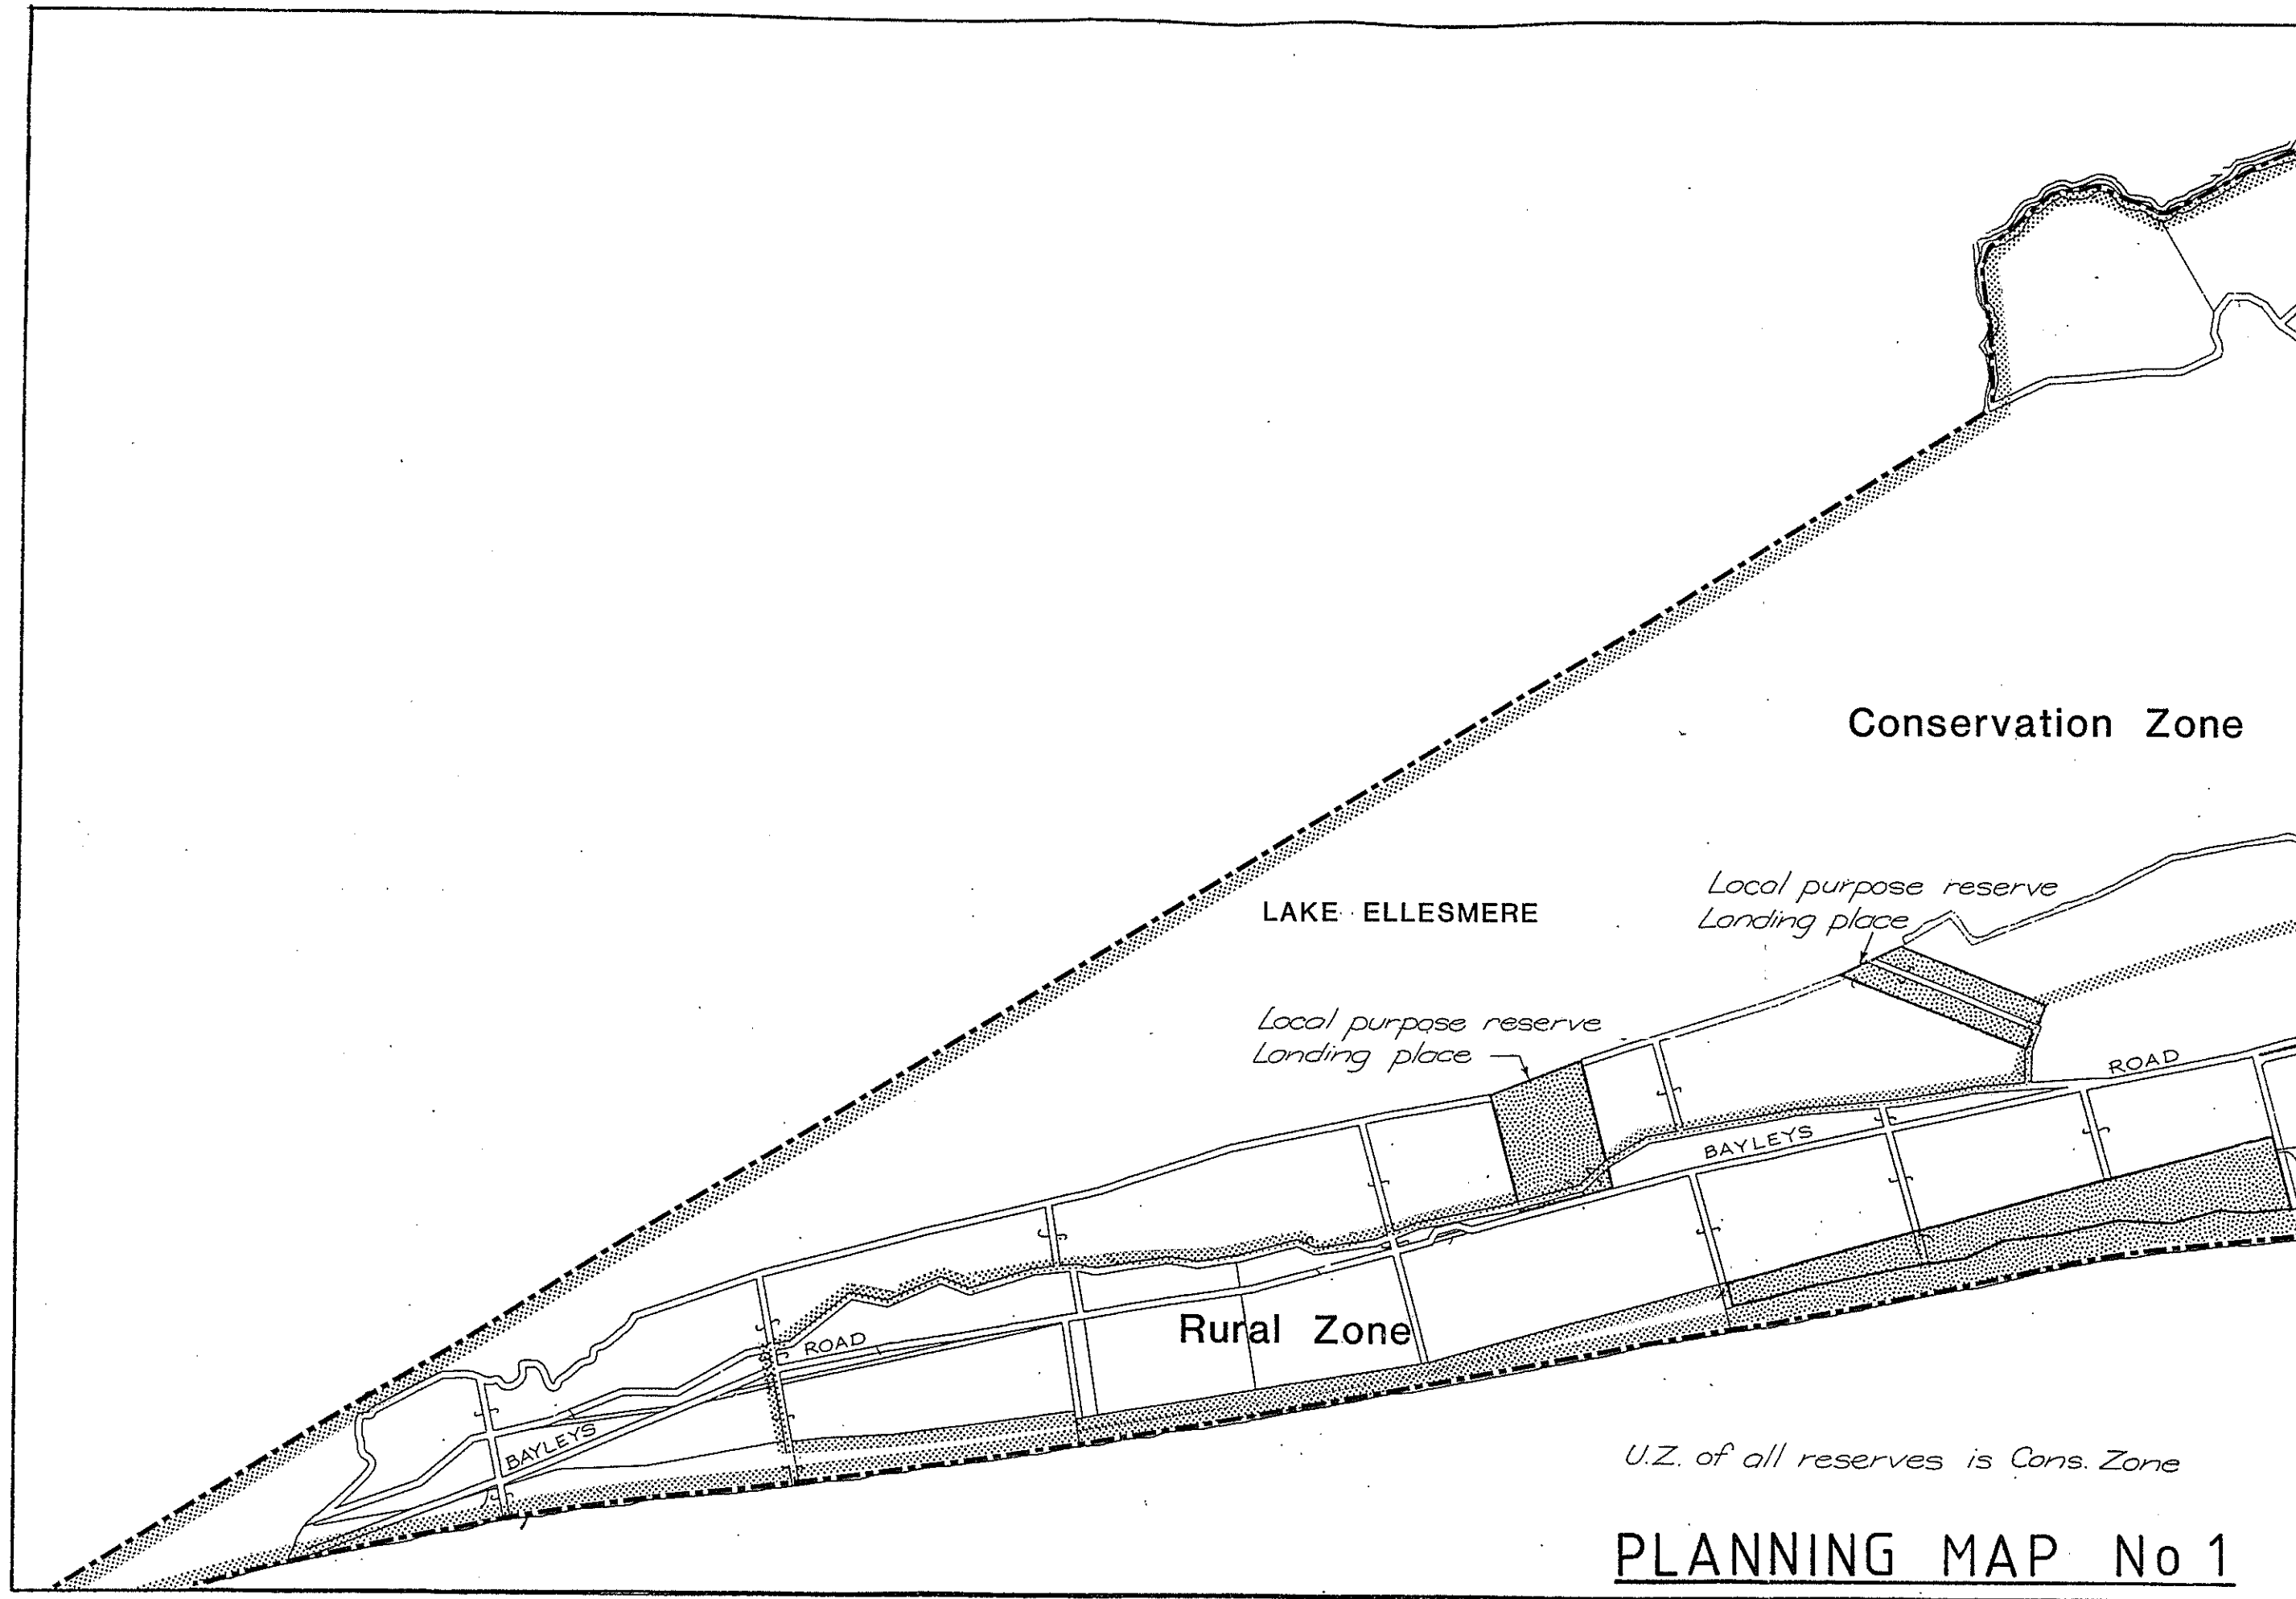 Conservation Zone
Local purpose reserve
Landing place
LAKE ELLESMERE
Local purpose reserve
Landing place
ROAD
BAYLEYS
Rural Zone
ROAD
BAYLEYS
U.Z. of all reserves is Cons. Zone
PLANNING MAP No 1